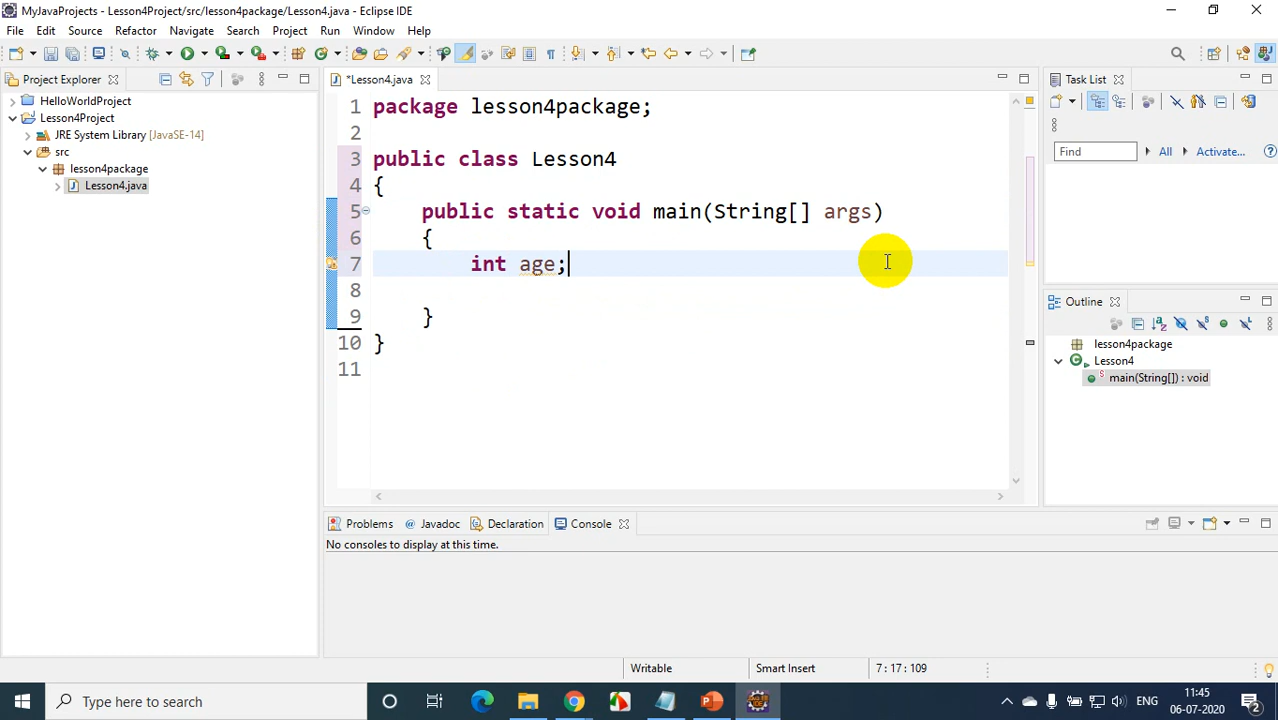 MyJavaProjects - Lesson4Project/src/lesson4package/Lesson4.java - Eclipse IDE
File Edit Source Refactor Navigate Search Project Run Window Help
Project Explorer
HelloWorldProject
Lesson4Project
JRE System Library [JavaSE-14]
src
lesson4package
Lesson4.java
*Lesson4.java
1 package lesson4package;
2
3 public class Lesson4
4 {
5 public static void main(String[] args)
6 {
7 int age;
8
9 }
10 }
11
Task List
Find All Activate...
Outline
lesson4package
Lesson4
main(String[]) : void
Problems Javadoc Declaration Console
No consoles to display at this time.
Writable Smart Insert 7 : 17 : 109
Type here to search
ENG
11:45
06-07-2020
2